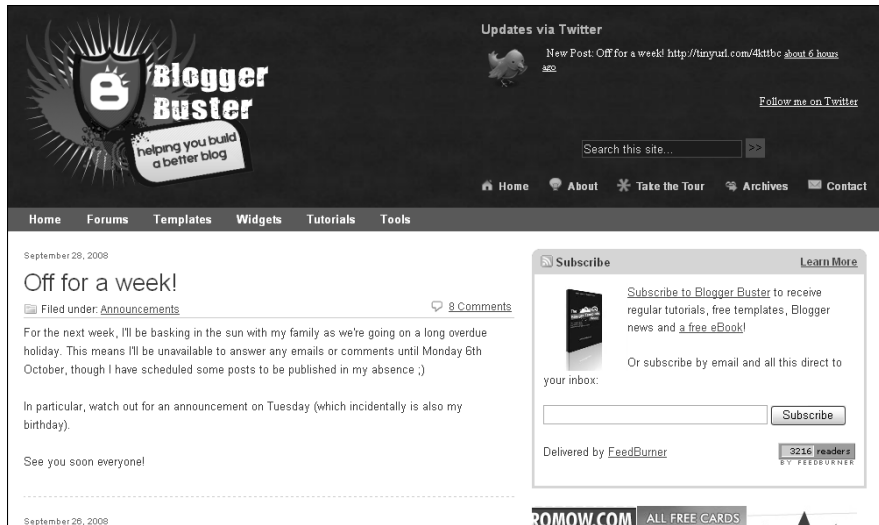 Updates via Twitter
New Post: Off for a week! http://tinyurl.com/4kttbc about 6 hours
ago
Follow me on Twitter
Blogger
Buster
helping you build
a better blog
Search this site... >>
Home About Take the Tour Archives Contact
Home Forums Templates Widgets Tutorials Tools
September 28, 2008
Off for a week!
Filed under: Announcements 8 Comments
For the next week, I'll be basking in the sun with my family as we're going on a long overdue
holiday. This means I'll be unavailable to answer any emails or comments until Monday 6th
October, though I have scheduled some posts to be published in my absence ;)
In particular, watch out for an announcement on Tuesday (which incidentally is also my
birthday).
See you soon everyone!
September 26, 2008
Subscribe Learn More
Subscribe to Blogger Buster to receive
regular tutorials, free templates, Blogger
news and a free eBook!
Or subscribe by email and all this direct to
your inbox:
Subscribe
Delivered by FeedBurner
3216 readers
BY FEEDBURNER
ROMOW.COM ALL FREE CARDS